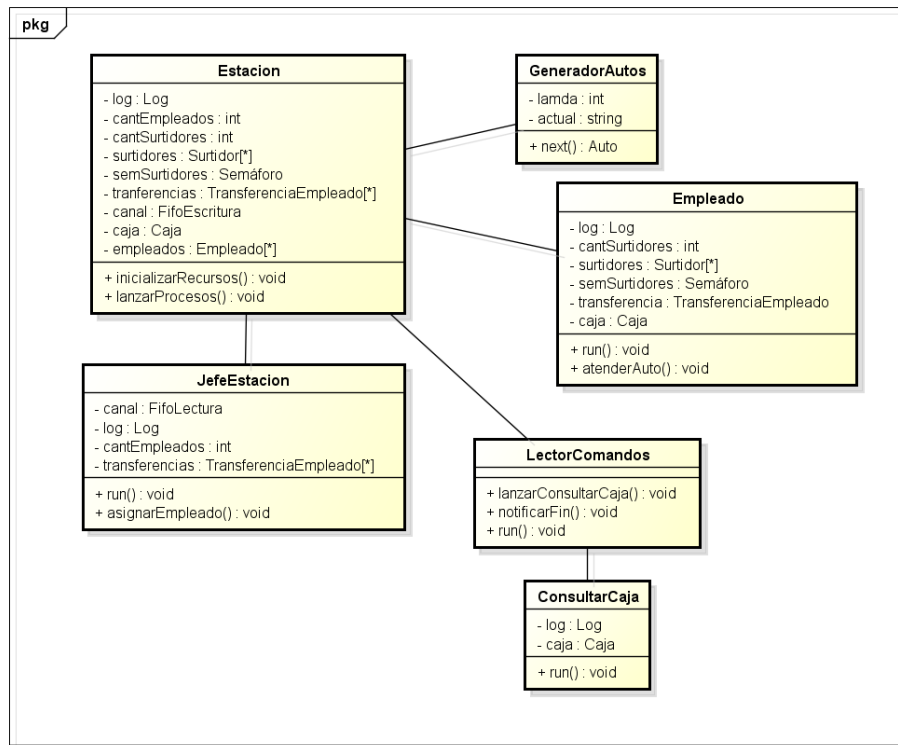 pkg
Estacion
- log : Log
- cantEmpleados : int
- cantSurtidores : int
- surtidores : Surtidor[*]
- semSurtidores : Semáforo
- tranferencias : TransferenciaEmpleado[*]
- canal : FifoEscritura
- caja : Caja
- empleados : Empleado[*]
+ inicializarRecursos() : void
+ lanzarProcesos() : void
GeneradorAutos
- lamda : int
- actual : string
+ next() : Auto
Empleado
- log : Log
- cantSurtidores : int
- surtidores : Surtidor[*]
- semSurtidores : Semáforo
- transferencia : TransferenciaEmpleado
- caja : Caja
+ run() : void
+ atenderAuto() : void
JefeEstacion
- canal : FifoLectura
- log : Log
- cantEmpleados : int
- transferencias : TransferenciaEmpleado[*]
+ run() : void
+ asignarEmpleado() : void
LectorComandos
+ lanzarConsultarCaja() : void
+ notificarFin() : void
+ run() : void
ConsultarCaja
- log : Log
- caja : Caja
+ run() : void